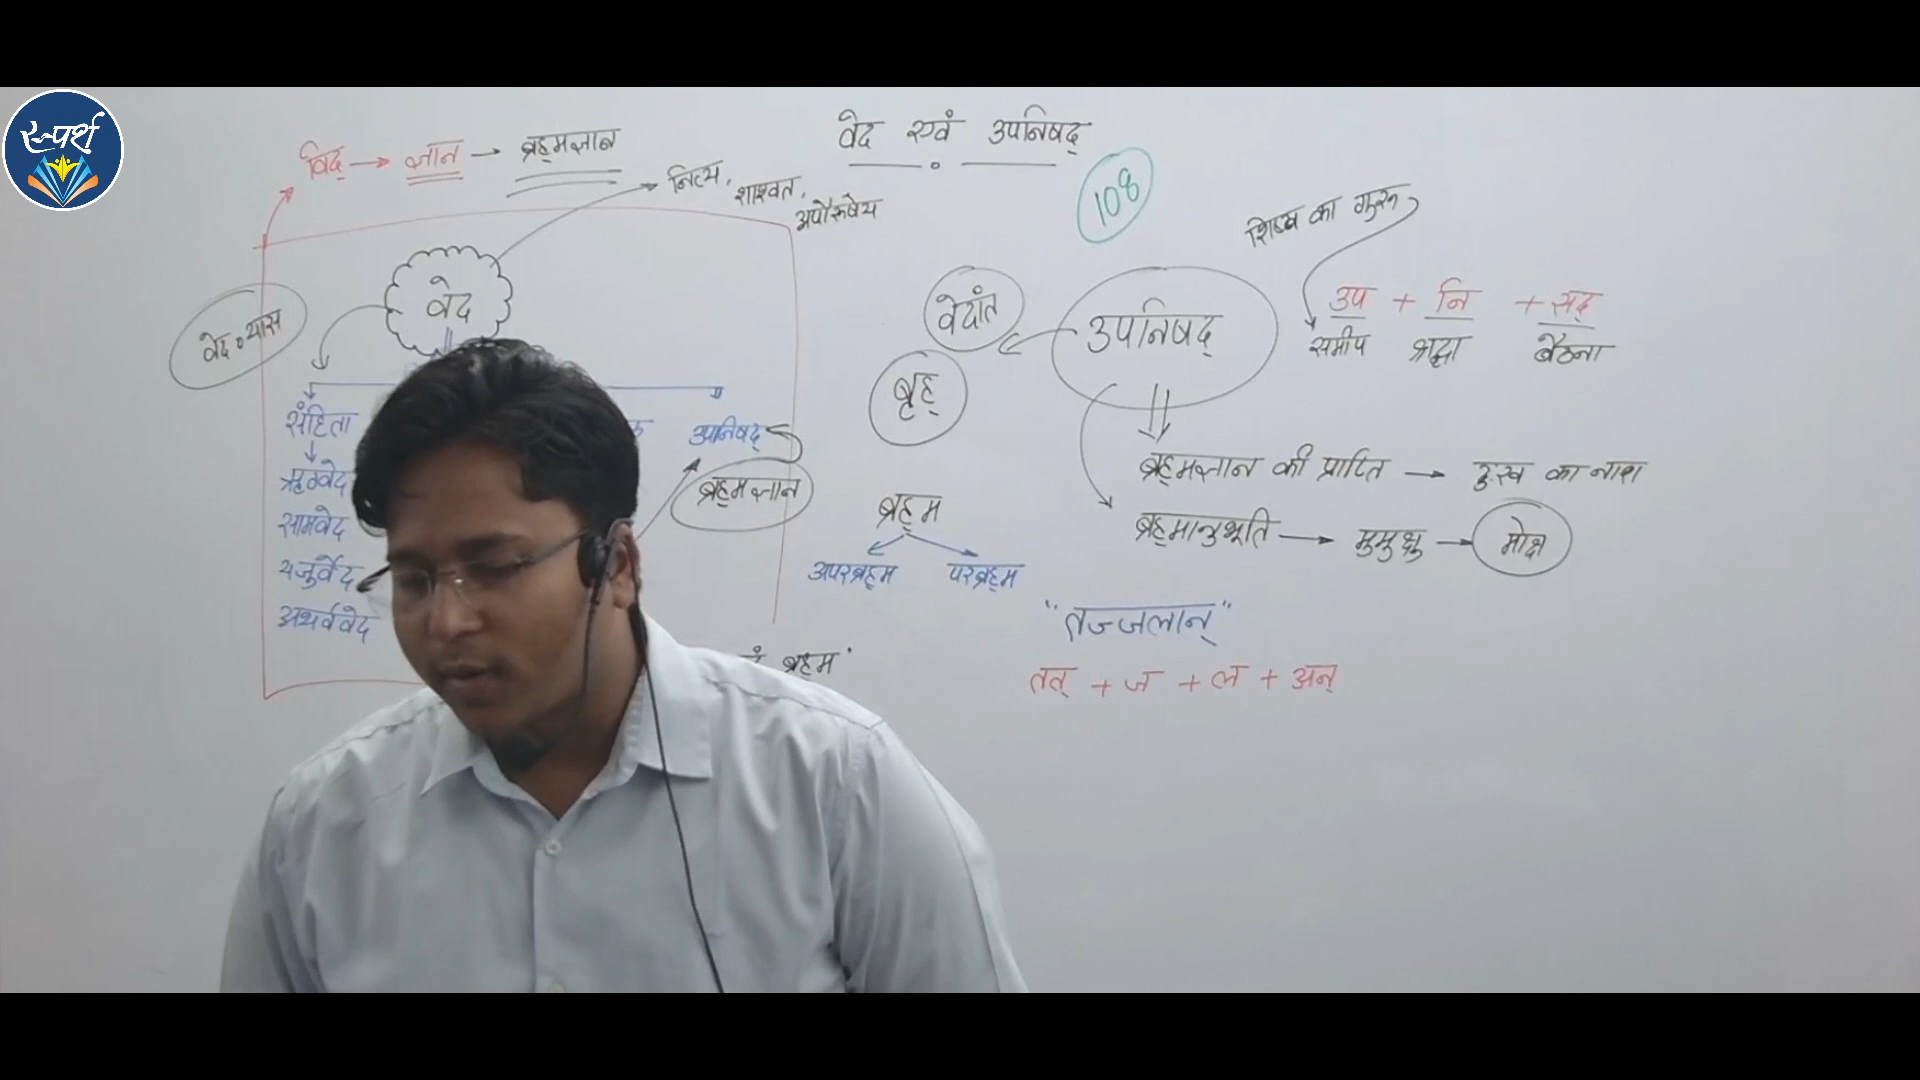 स्पर्श
वेद एवं उपनिषद्
विद् → ज्ञान → ब्रह्मज्ञान
नित्य, शाश्वत,
अपौरूषेय
108
शिष्य का गुरू
वेद
वेदव्यास
वेदांत
उपनिषद्
उप + नि + सद्
समीप श्रद्धा बैठना
बृह्
संहिता
उपनिषद्
ऋग्वेद
ब्रह्मज्ञान
सामवेद
यजुर्वेद
अथर्ववेद
ब्रह्मज्ञान की प्राप्ति → दुःख का नाश
ब्रह्म
ब्रह्मानुभूति → मुमुक्षु → मोक्ष
अपरब्रह्म परब्रह्म
"तज्जलान्"
ब्रह्म'
तत् + ज + ल + अन्